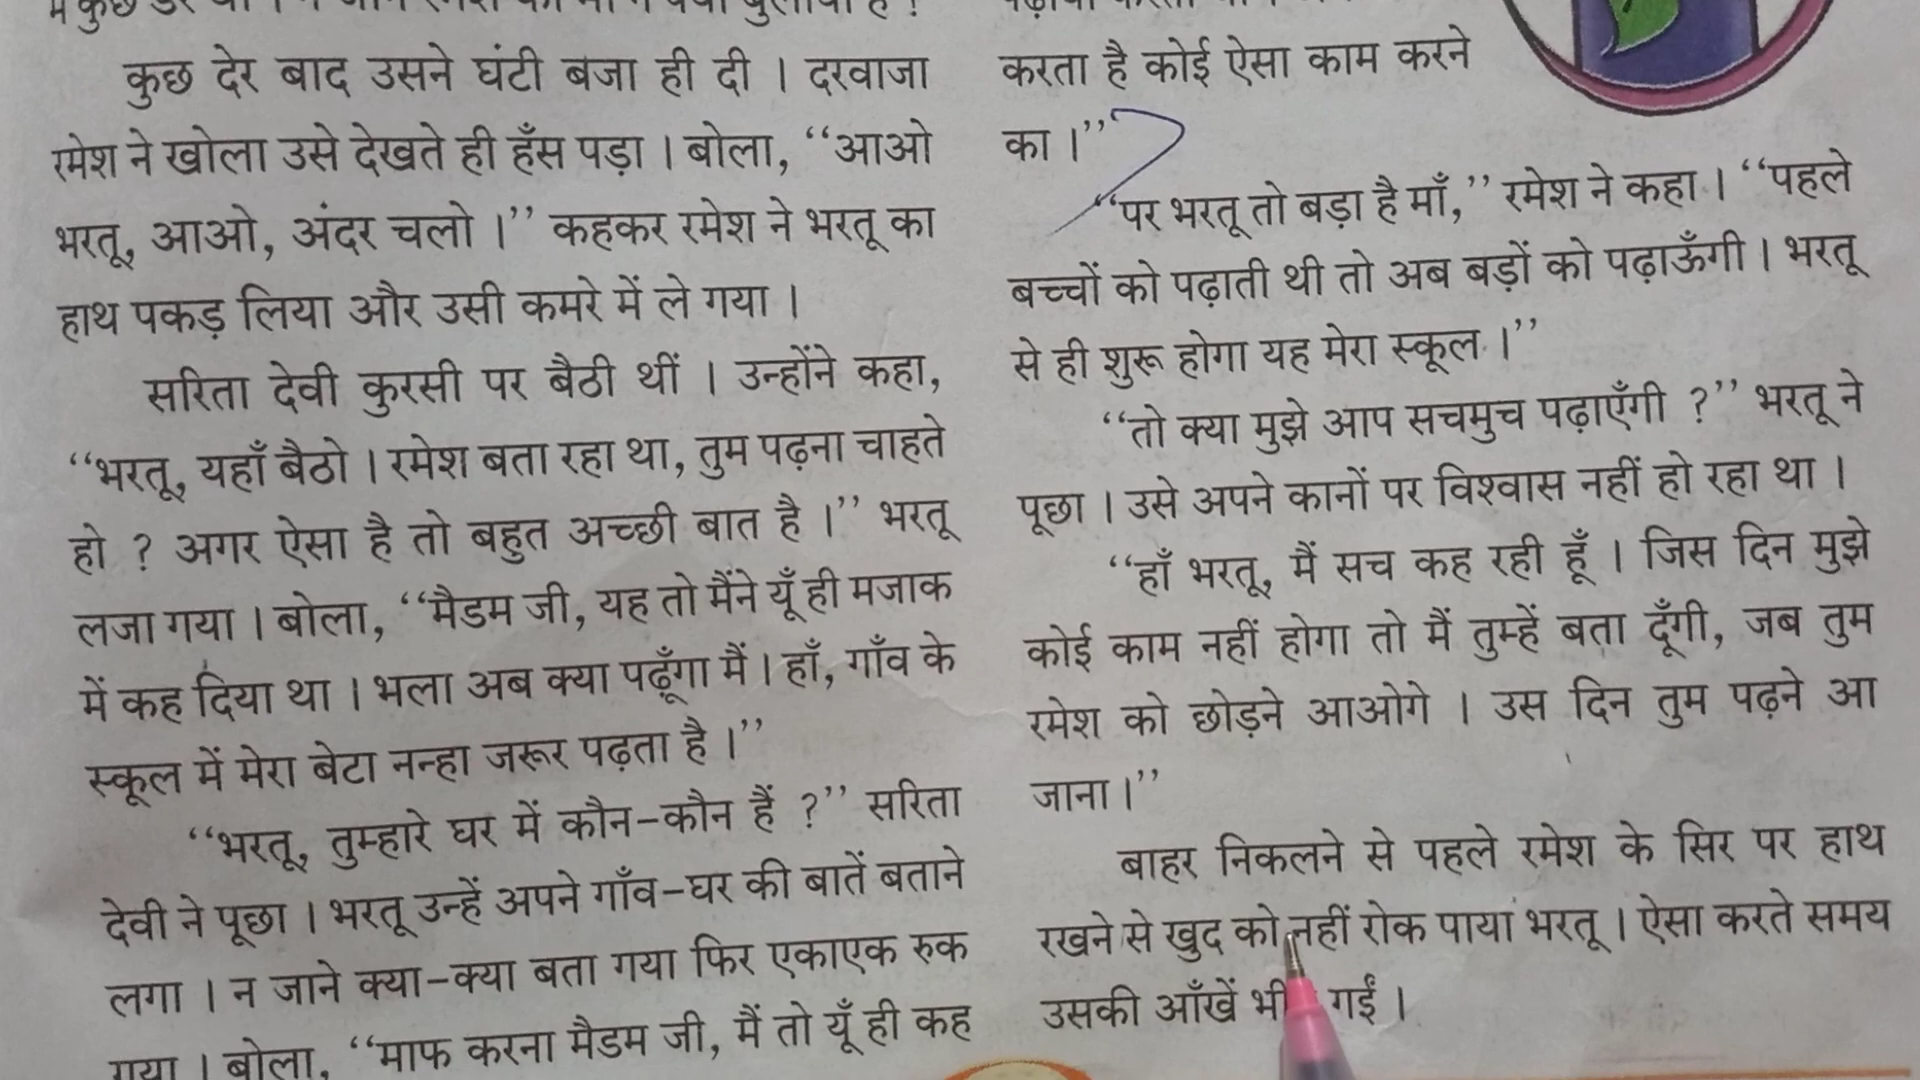 कुछ देर बाद उसने घंटी बजा ही दी । दरवाजा
रमेश ने खोला उसे देखते ही हँस पड़ा । बोला, ‘‘आओ
भरतू, आओ, अंदर चलो ।’’ कहकर रमेश ने भरतू का
हाथ पकड़ लिया और उसी कमरे में ले गया ।
सरिता देवी कुरसी पर बैठी थीं । उन्होंने कहा,
‘‘भरतू, यहाँ बैठो । रमेश बता रहा था, तुम पढ़ना चाहते
हो ? अगर ऐसा है तो बहुत अच्छी बात है ।’’ भरतू
लजा गया । बोला, ‘‘मैडम जी, यह तो मैंने यूँ ही मजाक
में कह दिया था । भला अब क्या पढ़ूँगा मैं । हाँ, गाँव के
स्कूल में मेरा बेटा नन्हा जरूर पढ़ता है ।’’
‘‘भरतू, तुम्हारे घर में कौन-कौन हैं ?’’ सरिता
देवी ने पूछा । भरतू उन्हें अपने गाँव-घर की बातें बताने
लगा । न जाने क्या-क्या बता गया फिर एकाएक रुक
गया । बोला, ‘‘माफ करना मैडम जी, मैं तो यूँ ही कह
करता है कोई ऐसा काम करने
का ।’’
‘‘पर भरतू तो बड़ा है माँ,’’ रमेश ने कहा । ‘‘पहले
बच्चों को पढ़ाती थी तो अब बड़ों को पढ़ाऊँगी । भरतू
से ही शुरू होगा यह मेरा स्कूल ।’’
‘‘तो क्या मुझे आप सचमुच पढ़ाएँगी ?’’ भरतू ने
पूछा । उसे अपने कानों पर विश्वास नहीं हो रहा था ।
‘‘हाँ भरतू, मैं सच कह रही हूँ । जिस दिन मुझे
कोई काम नहीं होगा तो मैं तुम्हें बता दूँगी, जब तुम
रमेश को छोड़ने आओगे । उस दिन तुम पढ़ने आ
जाना ।’’
बाहर निकलने से पहले रमेश के सिर पर हाथ
रखने से खुद को नहीं रोक पाया भरतू । ऐसा करते समय
उसकी आँखें गईं ।